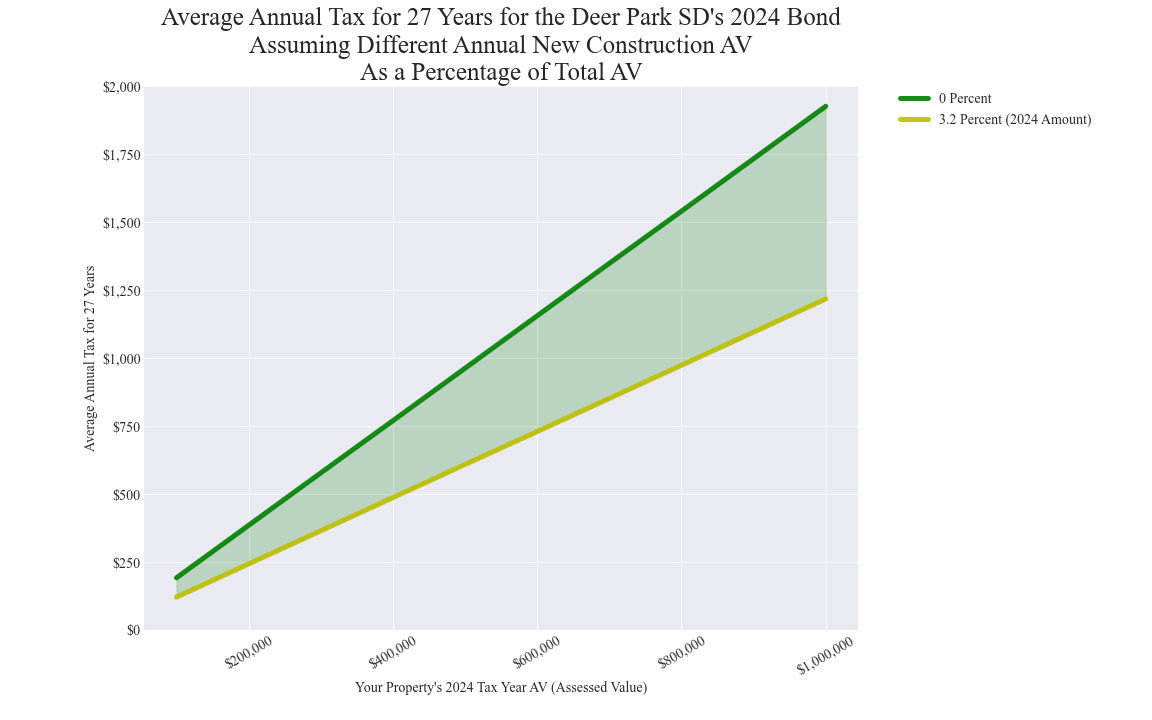 Average Annual Tax for 27 Years for the Deer Park SD's 2024 Bond
Assuming Different Annual New Construction AV
As a Percentage of Total AV
0 Percent
3.2 Percent (2024 Amount)
Average Annual Tax for 27 Years
$2,000
$1,750
$1,500
$1,250
$1,000
$750
$500
$250
$0
$200,000
$400,000
$600,000
$800,000
$1,000,000
Your Property's 2024 Tax Year AV (Assessed Value)